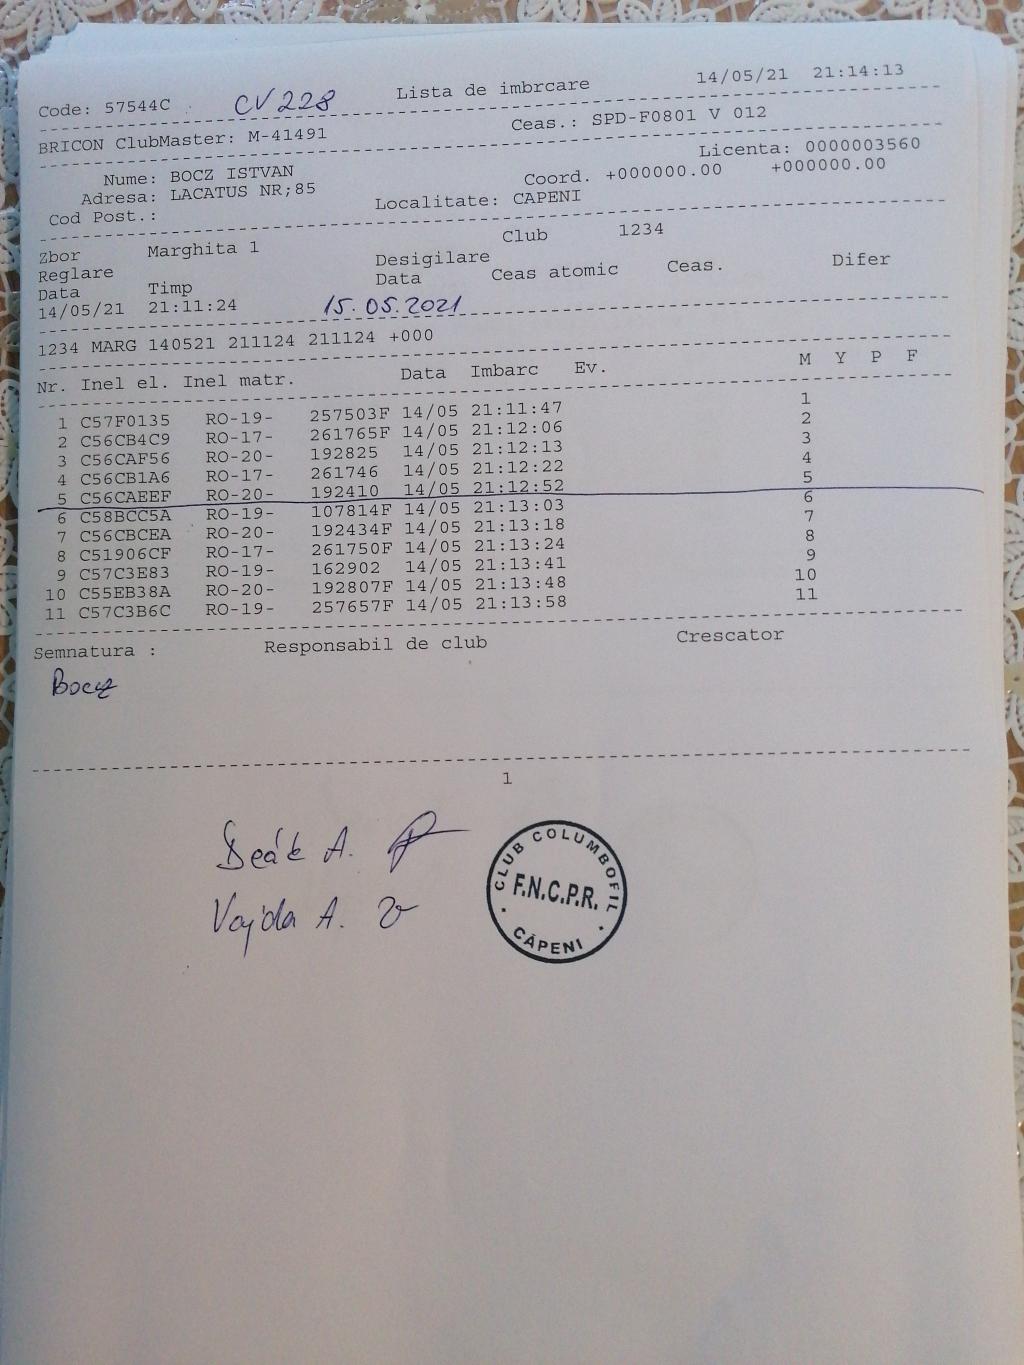 Code: 57544C CV228 Lista de imbrcare 14/05/21 21:14:13
BRICON ClubMaster: M-41491 Ceas.: SPD-F0801 V 012
Licenta: 0000003560
Nume: BOCZ ISTVAN Coord. +000000.00 +000000.00
Adresa: LACATUS NR;85
Cod Post.: Localitate: CAPENI
Club 1234
Zbor Marghita 1
Reglare Desigilare
Data Timp Data Ceas atomic Ceas. Difer
14/05/21 21:11:24 15.05.2021
1234 MARG 140521 211124 211124 +000
Nr. Inel el. Inel matr. Data Imbarc Ev. M Y P F
1 C57F0135 RO-19- 257503F 14/05 21:11:47 1
2 C56CB4C9 RO-17- 261765F 14/05 21:12:06 2
3 C56CAF56 RO-20- 192825 14/05 21:12:13 3
4 C56CB1A6 RO-17- 261746 14/05 21:12:22 4
5 C56CAEEF RO-20- 192410 14/05 21:12:52 5
6 C58BCC5A RO-19- 107814F 14/05 21:13:03 6
7 C56CBCEA RO-20- 192434F 14/05 21:13:18 7
8 C51906CF RO-17- 261750F 14/05 21:13:24 8
9 C57C3E83 RO-19- 162902 14/05 21:13:41 9
10 C55EB38A RO-20- 192807F 14/05 21:13:48 10
11 C57C3B6C RO-19- 257657F 14/05 21:13:58 11
Semnatura : Responsabil de club Crescator
Bocz
1
Deák A.
Vajda A.
CLUB COLUMBOFIL
F.N.C.P.R.
CĂPENI